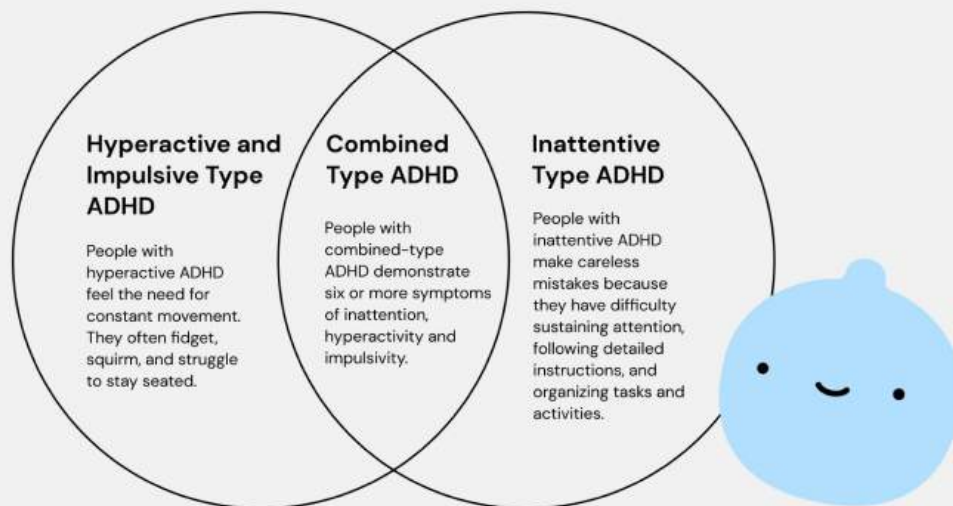 Hyperactive and
Impulsive Type
ADHD
People with
hyperactive ADHD
feel the need for
constant movement.
They often fidget,
squirm, and struggle
to stay seated.
Combined
Type ADHD
People with
combined-type
ADHD demonstrate
six or more symptoms
of inattention,
hyperactivity and
impulsivity.
Inattentive
Type ADHD
People with
inattentive ADHD
make careless
mistakes because
they have difficulty
sustaining attention,
following detailed
instructions, and
organizing tasks and
activities.